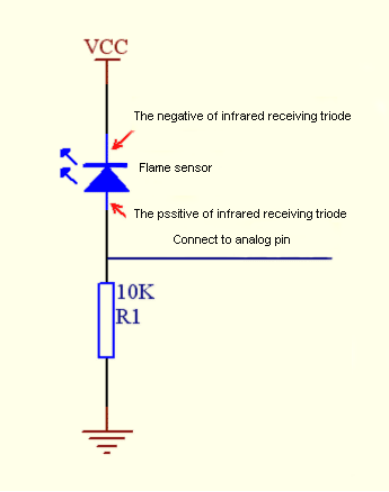 VCC
The negative of infrared receiving triode
Flame sensor
The pssitive of infrared receiving triode
Connect to analog pin
10K
R1